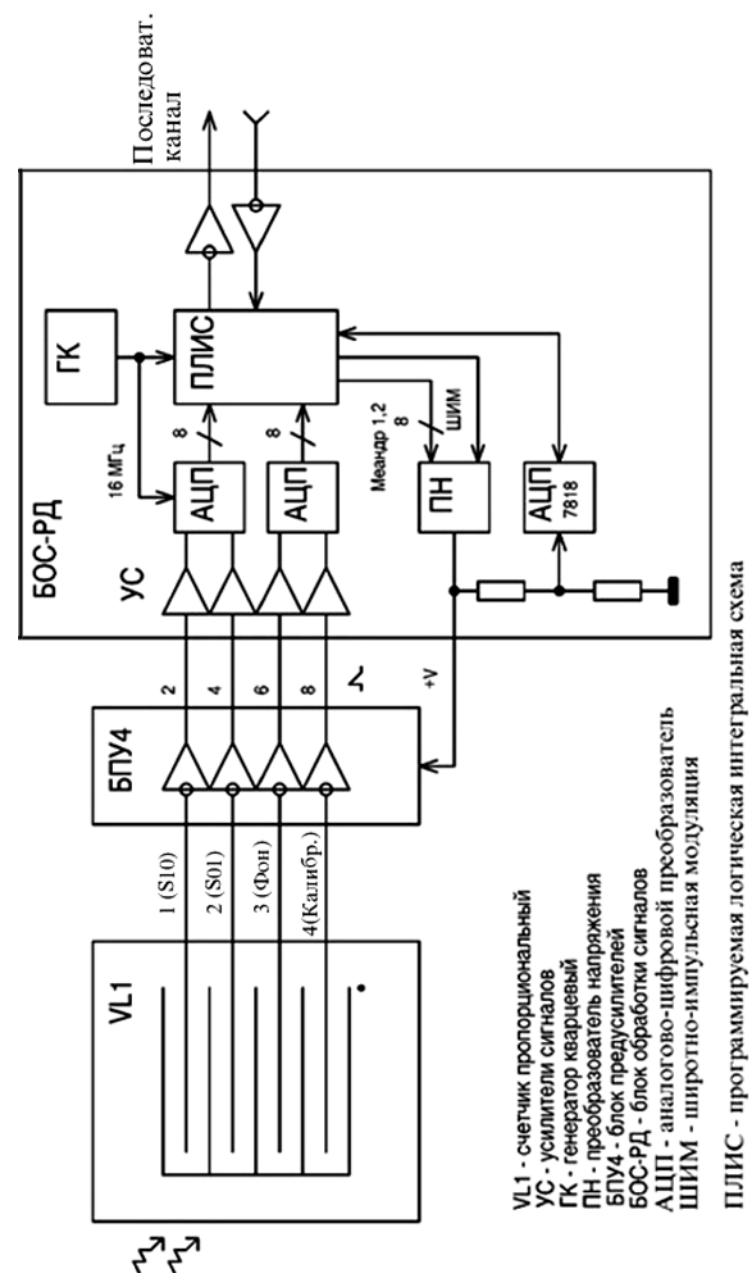 Последоват.
канал
БОС-РД
ГК
16 МГц
УС
АЦП
8
АЦП
8
ПЛИС
Меандр 1,2
8
ШИМ
ПН
АЦП
7818
БПУ4
2
4
6
8
+V
VL1
1 (S10)
2 (S01)
3 (Фон)
4(Калибр.)
VL1 - счетчик пропорциональный
УС - усилители сигналов
ГК - генератор кварцевый
ПН - преобразователь напряжения
БПУ4 - блок предусилителей
БОС-РД - блок обработки сигналов
АЦП - аналогово-цифровой преобразователь
ШИМ - широтно-импульсная модуляция
ПЛИС - программируемая логическая интегральная схема